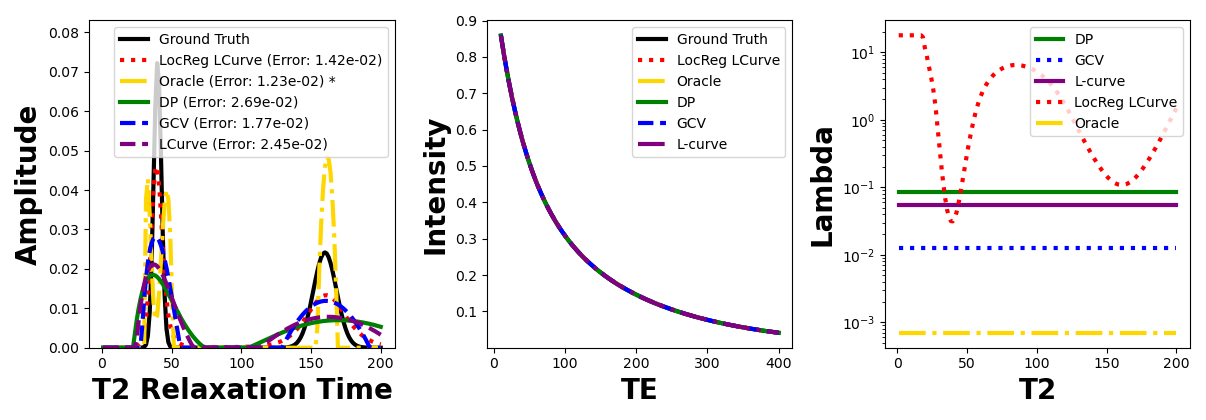 0.08
0.07
0.06
0.05
0.04
0.03
0.02
0.01
0.00
Amplitude
Ground Truth
LocReg LCurve (Error: 1.42e-02)
Oracle (Error: 1.23e-02) *
DP (Error: 2.69e-02)
GCV (Error: 1.77e-02)
LCurve (Error: 2.45e-02)
0 50 100 150 200
T2 Relaxation Time
0.9
0.8
0.7
0.6
0.5
0.4
0.3
0.2
0.1
Intensity
Ground Truth
LocReg LCurve
Oracle
DP
GCV
L-curve
0 100 200 300 400
TE
10¹
10⁰
10⁻¹
10⁻²
10⁻³
Lambda
DP
GCV
L-curve
LocReg LCurve
Oracle
0 50 100 150 200
T2